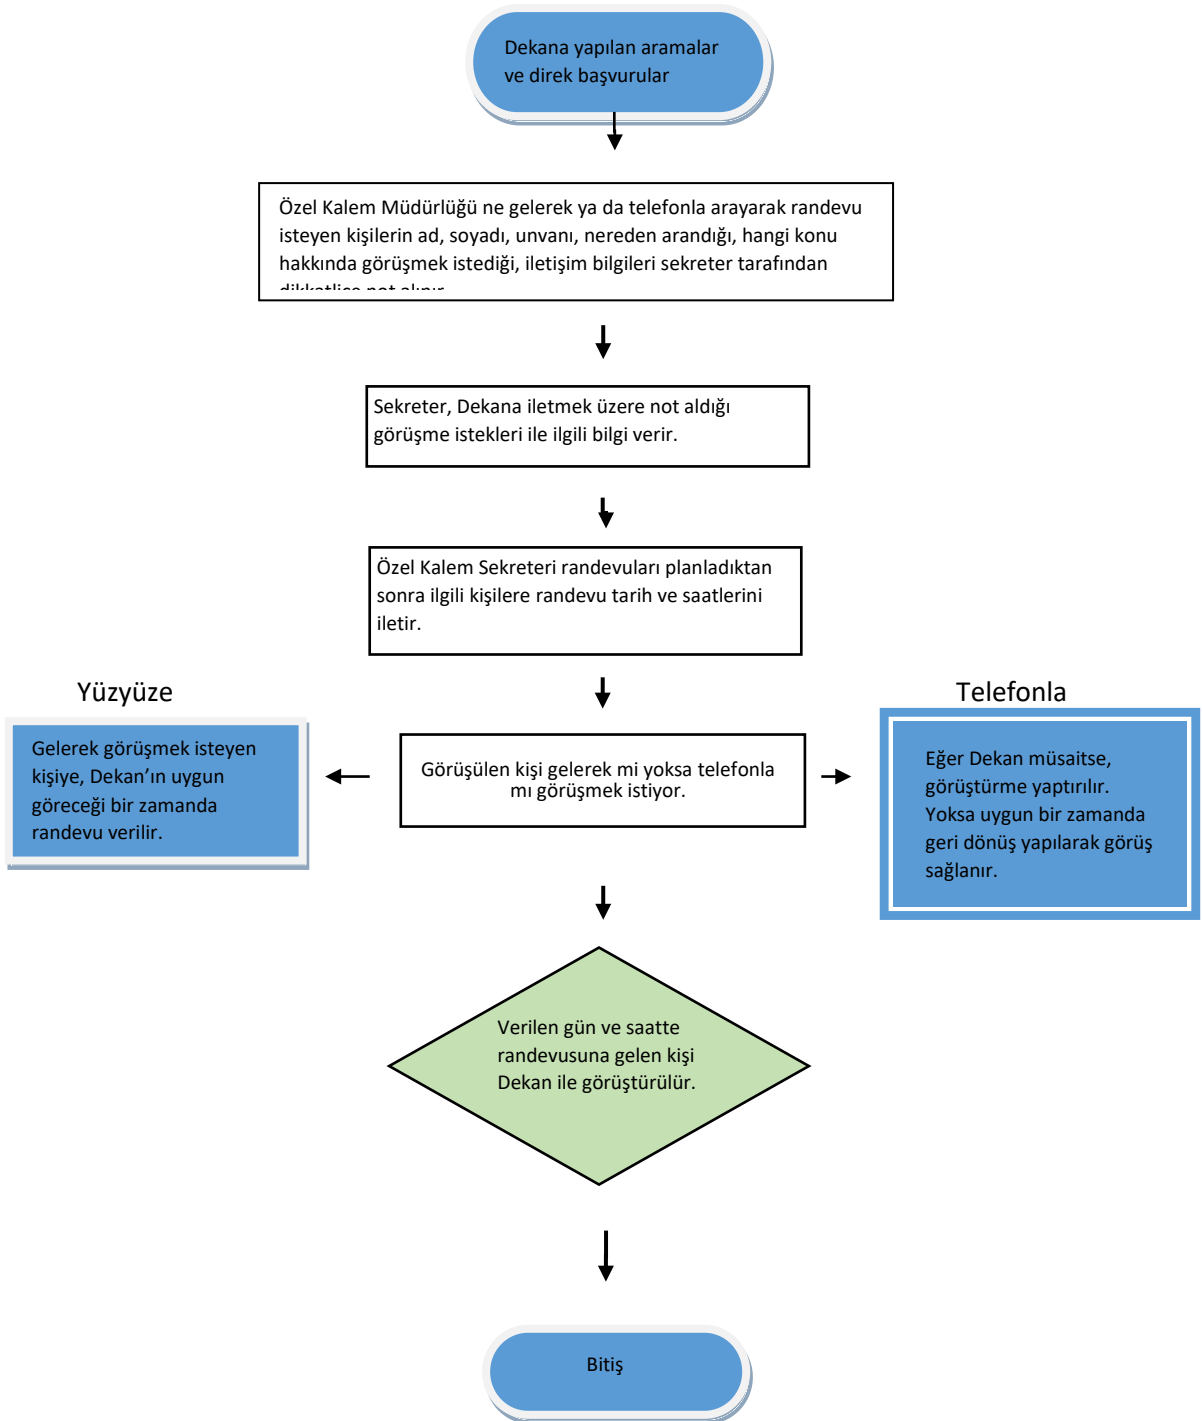 Dekana yapılan aramalar
ve direk başvurular
Özel Kalem Müdürlüğü ne gelerek ya da telefonla arayarak randevu
isteyen kişilerin ad, soyadı, unvanı, nereden arandığı, hangi konu
hakkında görüşmek istediği, iletişim bilgileri sekreter tarafından
dikkatlice not alınır
Sekreter, Dekana iletmek üzere not aldığı
görüşme istekleri ile ilgili bilgi verir.
Özel Kalem Sekreteri randevuları planladıktan
sonra ilgili kişilere randevu tarih ve saatlerini
iletir.
Yüzyüze
Telefonla
Gelerek görüşmek isteyen
kişiye, Dekan’ın uygun
göreceği bir zamanda
randevu verilir.
Görüşülen kişi gelerek mi yoksa telefonla
mı görüşmek istiyor.
Eğer Dekan müsaitse,
görüştürme yaptırılır.
Yoksa uygun bir zamanda
geri dönüş yapılarak görüş
sağlanır.
Verilen gün ve saatte
randevusuna gelen kişi
Dekan ile görüştürülür.
Bitiş